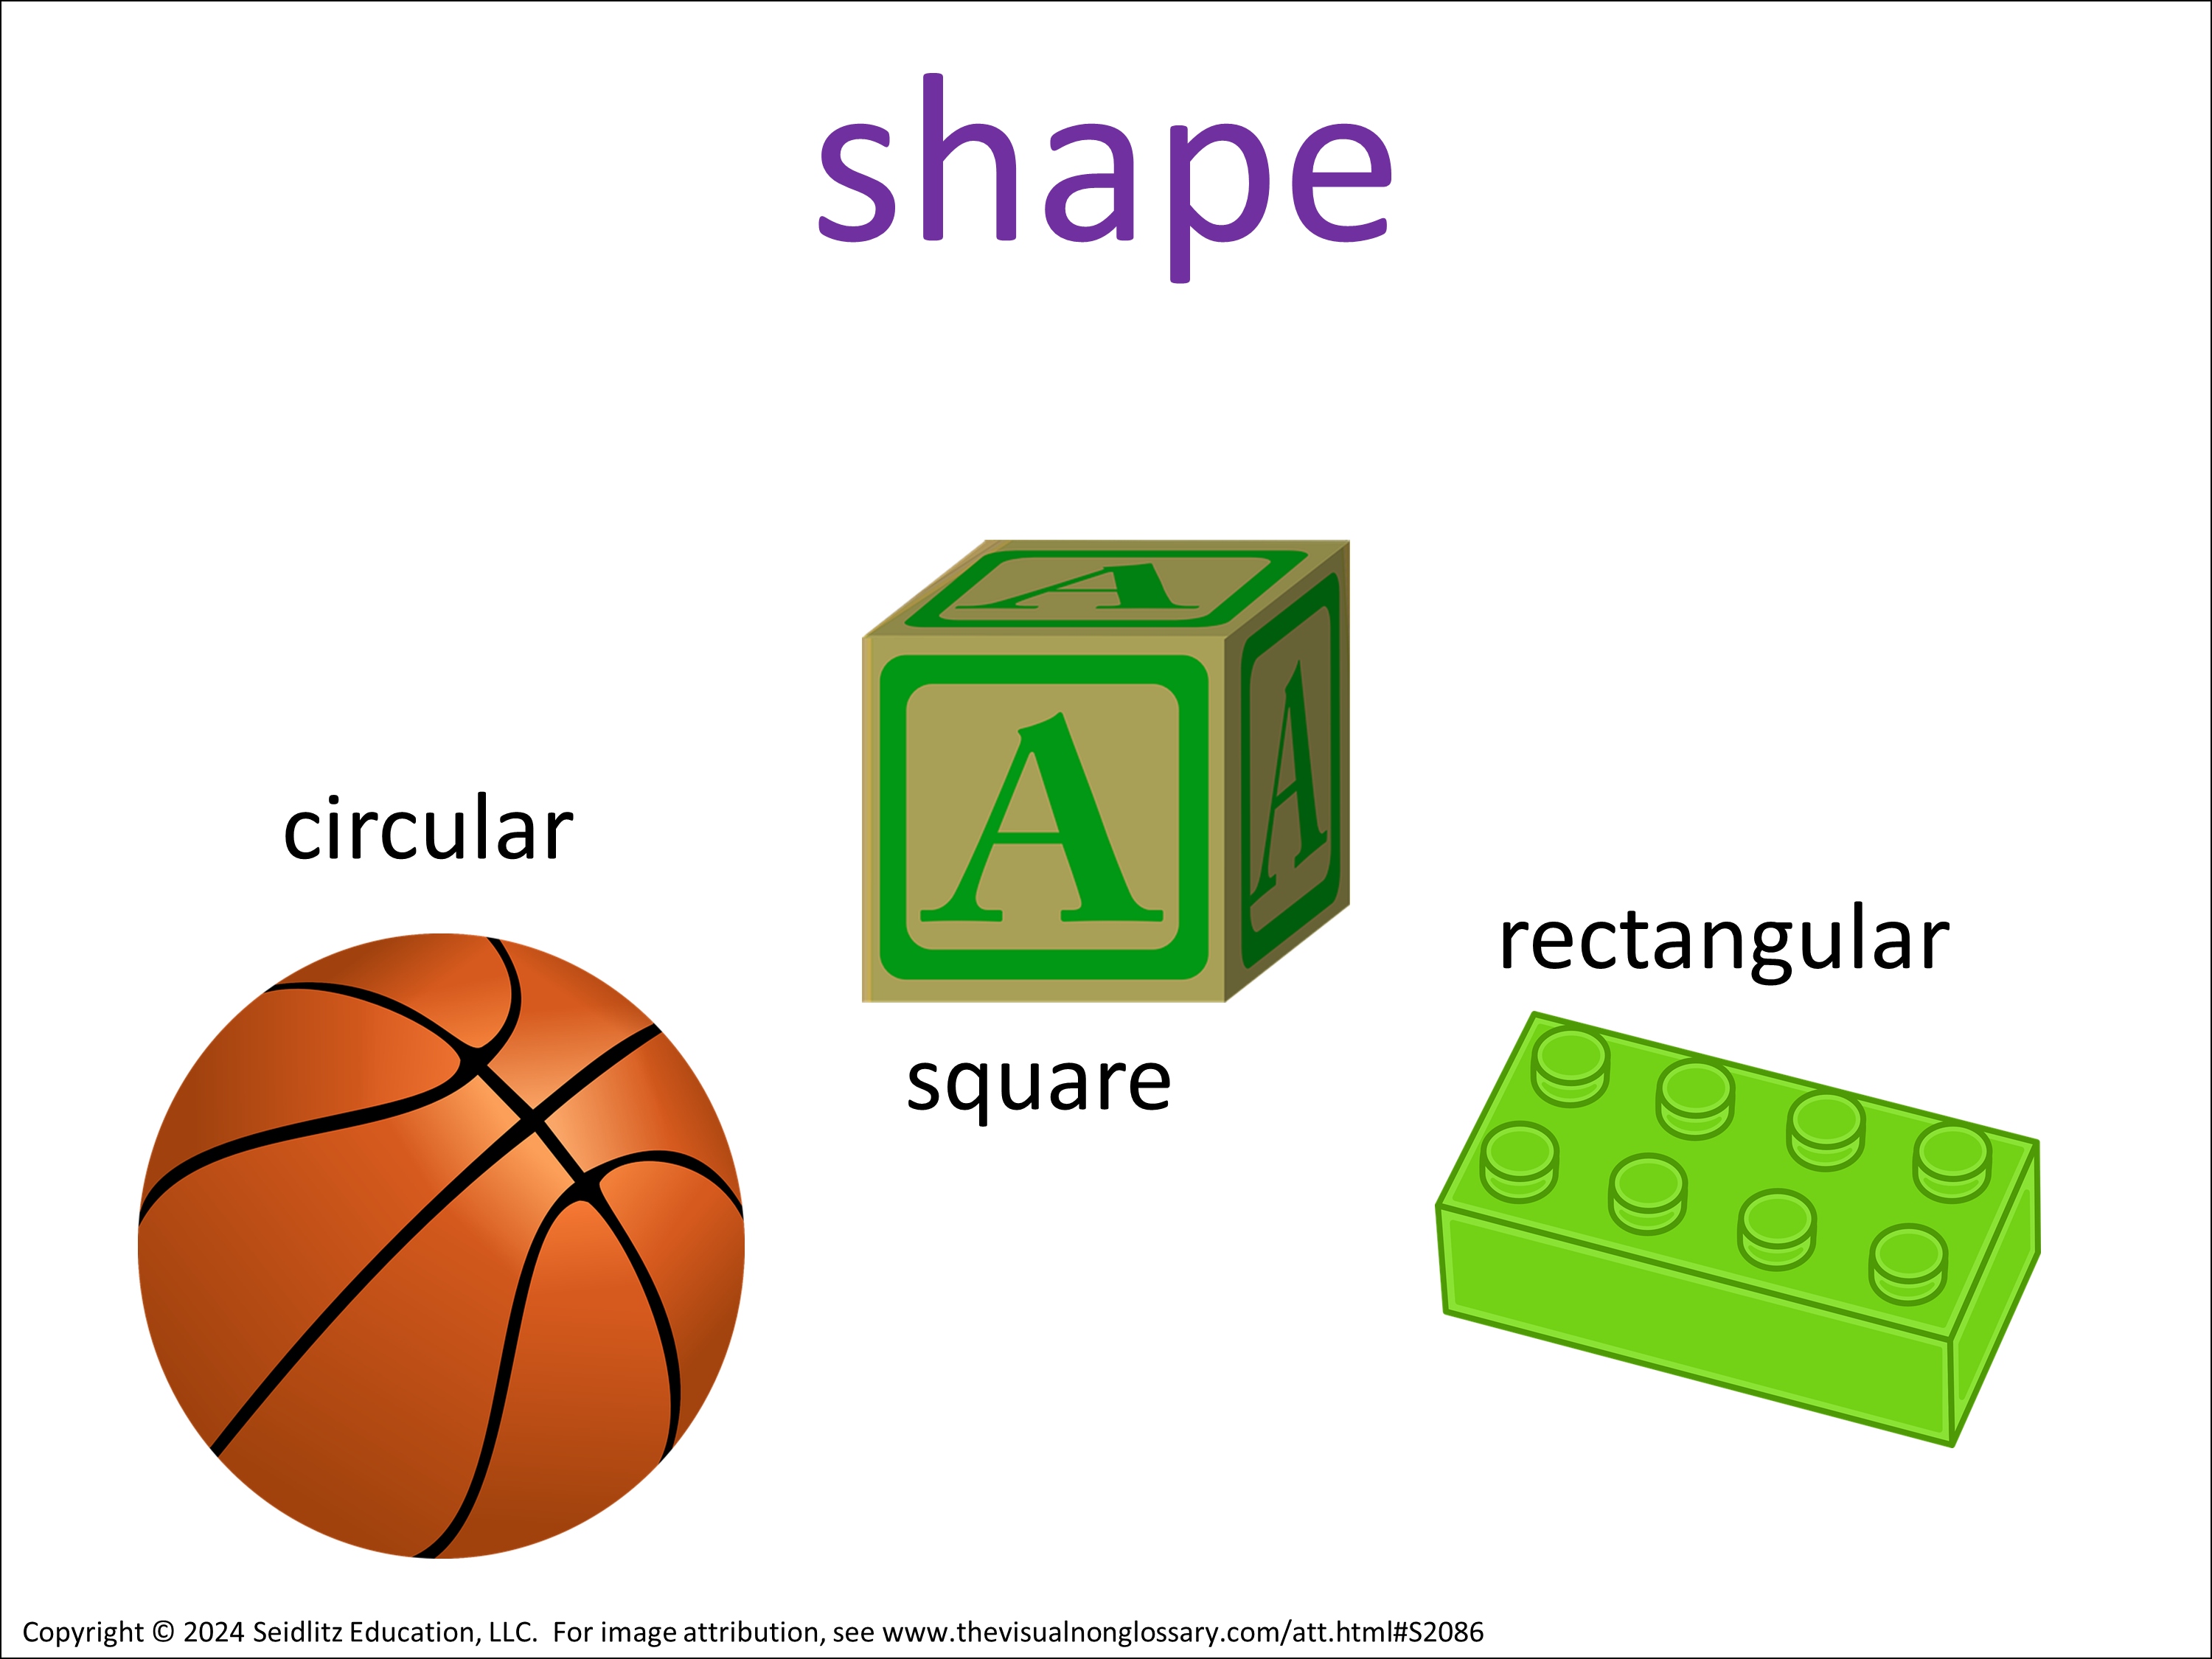 shape
circular
A
A
A
square
rectangular
Copyright © 2024 Seidlitz Education, LLC.  For image attribution, see www.thevisualnonglossary.com/att.html#S2086